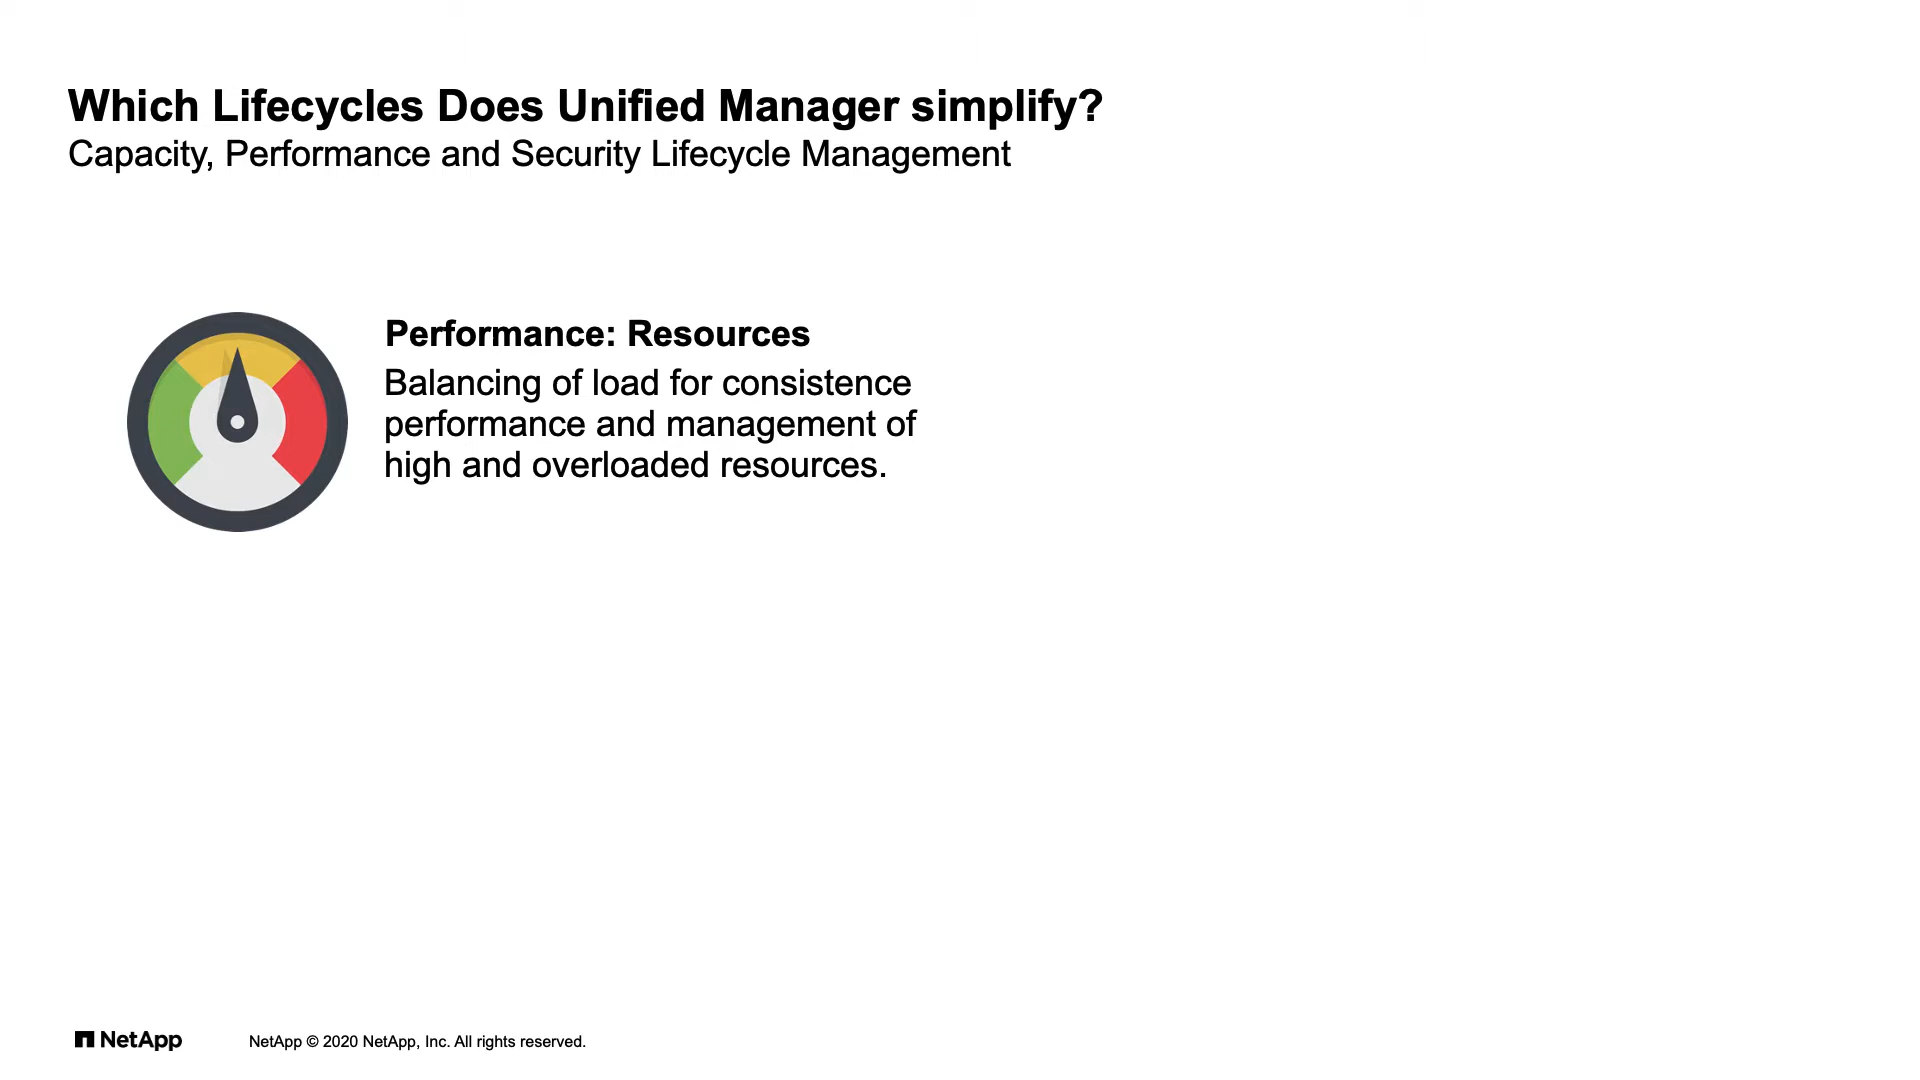 Which Lifecycles Does Unified Manager simplify?
Capacity, Performance and Security Lifecycle Management
Performance: Resources
Balancing of load for consistence
performance and management of
high and overloaded resources.
NetApp
NetApp © 2020 NetApp, Inc. All rights reserved.